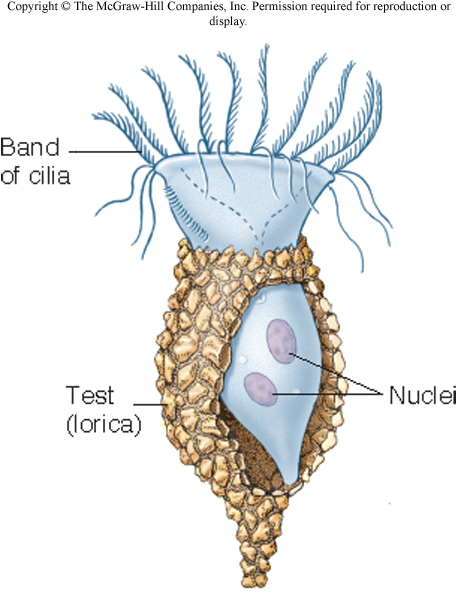 Copyright © The McGraw-Hill Companies, Inc. Permission required for reproduction or
display.
Band
of cilia
Test
(lorica)
Nuclei